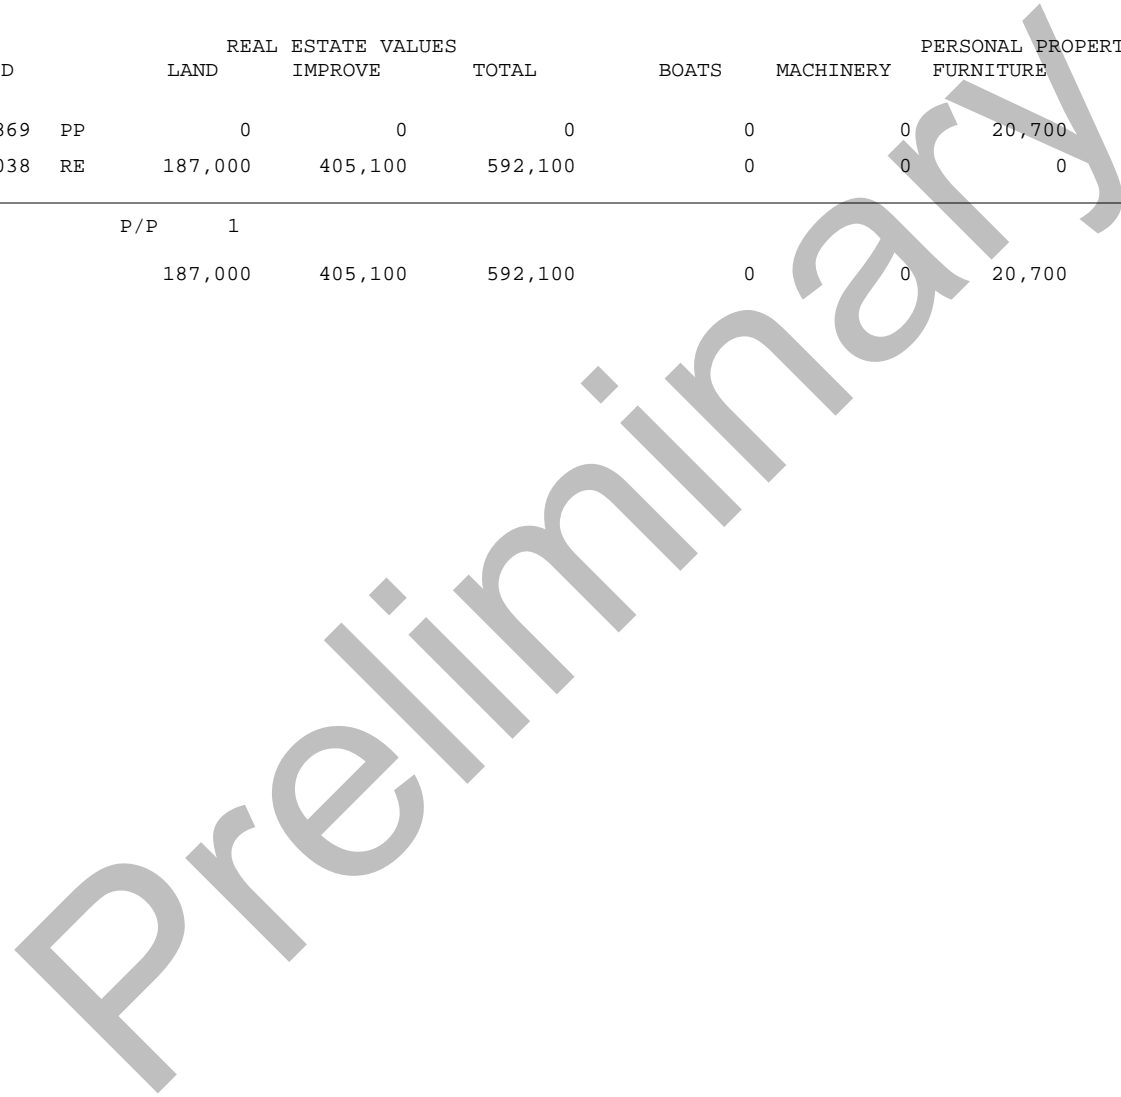 REAL ESTATE VALUES PERSONAL PROPERT
D LAND IMPROVE TOTAL BOATS MACHINERY FURNITURE
369 PP 0 0 0 0 0 20,700
038 RE 187,000 405,100 592,100 0 0 0
P/P 1
187,000 405,100 592,100 0 0 20,700
Preliminary